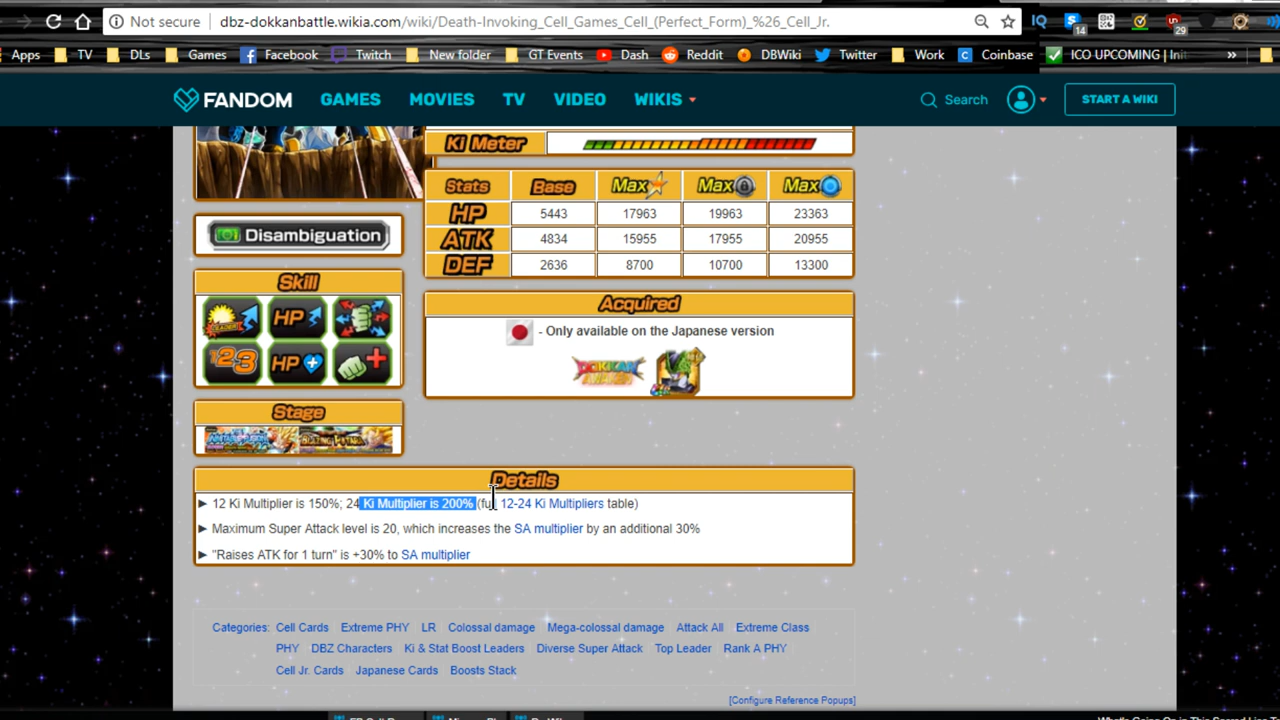 Not secure dbz-dokkanbattle.wikia.com/wiki/Death-Invoking_Cell_Games_Cell_(Perfect_Form)_%26_Cell_Jr. IQ 14 29
Apps TV DLs Games Facebook Twitch New folder GT Events Dash Reddit DBWiki Twitter Work Coinbase ICO UPCOMING | Init »
FANDOM GAMES MOVIES TV VIDEO WIKIS Search START A WIKI
Ki Meter
Stats Base Max Max Max
HP 5443 17963 19963 23363
ATK 4834 15955 17955 20955
DEF 2636 8700 10700 13300
Disambiguation
Skill
LEADER HP
123 HP
Acquired
- Only available on the Japanese version
DOKKAN
Stage
Details
► 12 Ki Multiplier is 150%; 24 Ki Multiplier is 200% (full 12-24 Ki Multipliers table)
► Maximum Super Attack level is 20, which increases the SA multiplier by an additional 30%
► "Raises ATK for 1 turn" is +30% to SA multiplier
Categories: Cell Cards Extreme PHY LR Colossal damage Mega-colossal damage Attack All Extreme Class
PHY DBZ Characters Ki & Stat Boost Leaders Diverse Super Attack Top Leader Rank A PHY
Cell Jr. Cards Japanese Cards Boosts Stack
[Configure Reference Popups]